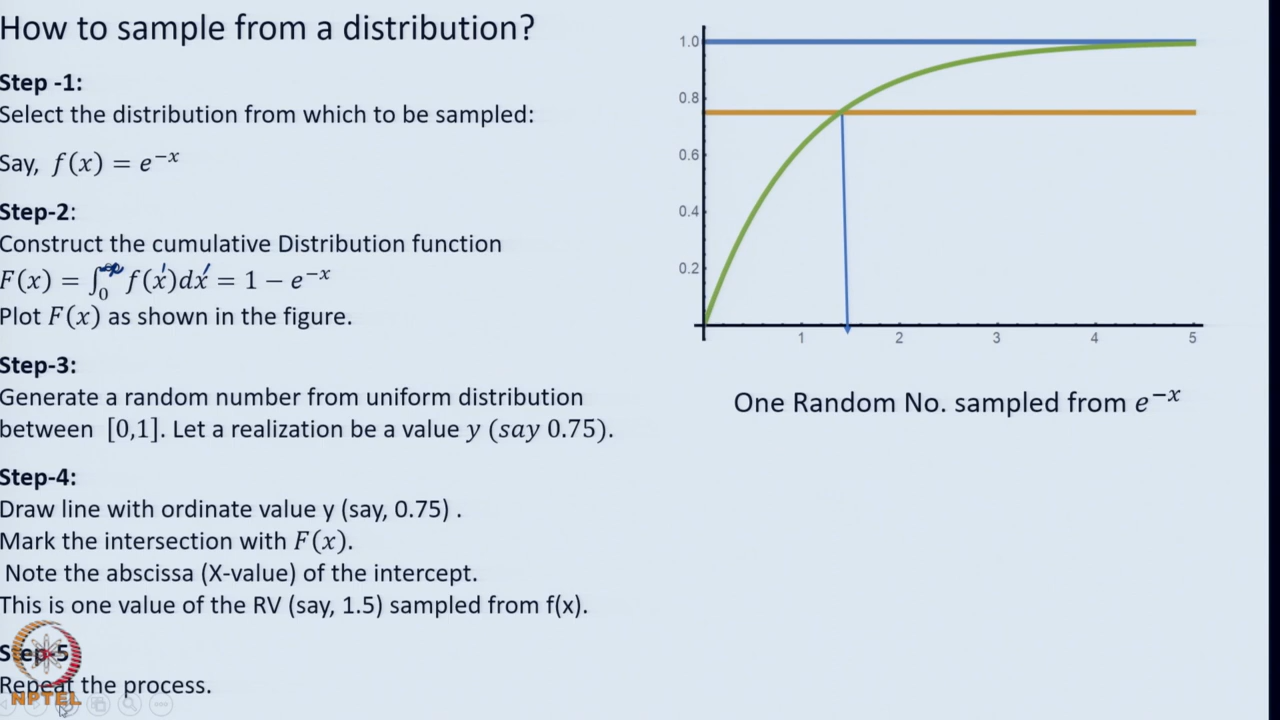 How to sample from a distribution?
Step -1:
Select the distribution from which to be sampled:
Say, f(x) = e^{−x}
Step-2:
Construct the cumulative Distribution function
F(x) = ∫_0 f(x')dx' = 1 − e^{−x}
Plot F(x) as shown in the figure.
Step-3:
Generate a random number from uniform distribution
between [0,1]. Let a realization be a value y (say 0.75).
Step-4:
Draw line with ordinate value y (say, 0.75) .
Mark the intersection with F(x).
Note the abscissa (X-value) of the intercept.
This is one value of the RV (say, 1.5) sampled from f(x).
Step-5
Repeat the process.
NPTEL
1.0
0.8
0.6
0.4
0.2
1 2 3 4 5
One Random No. sampled from e^{−x}